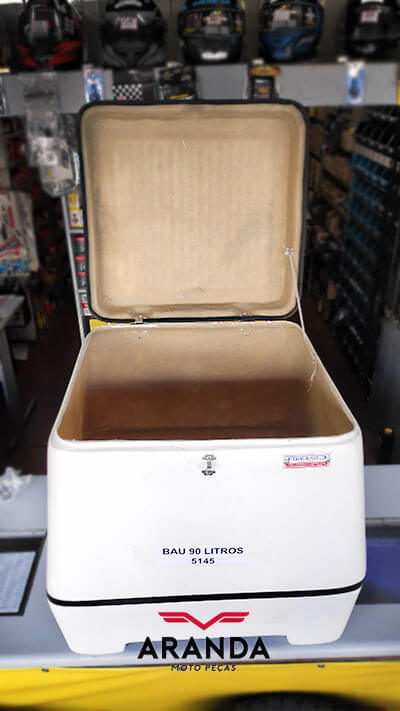 BAU 90 LITROS
5145
ARANDA
MOTO PEÇAS